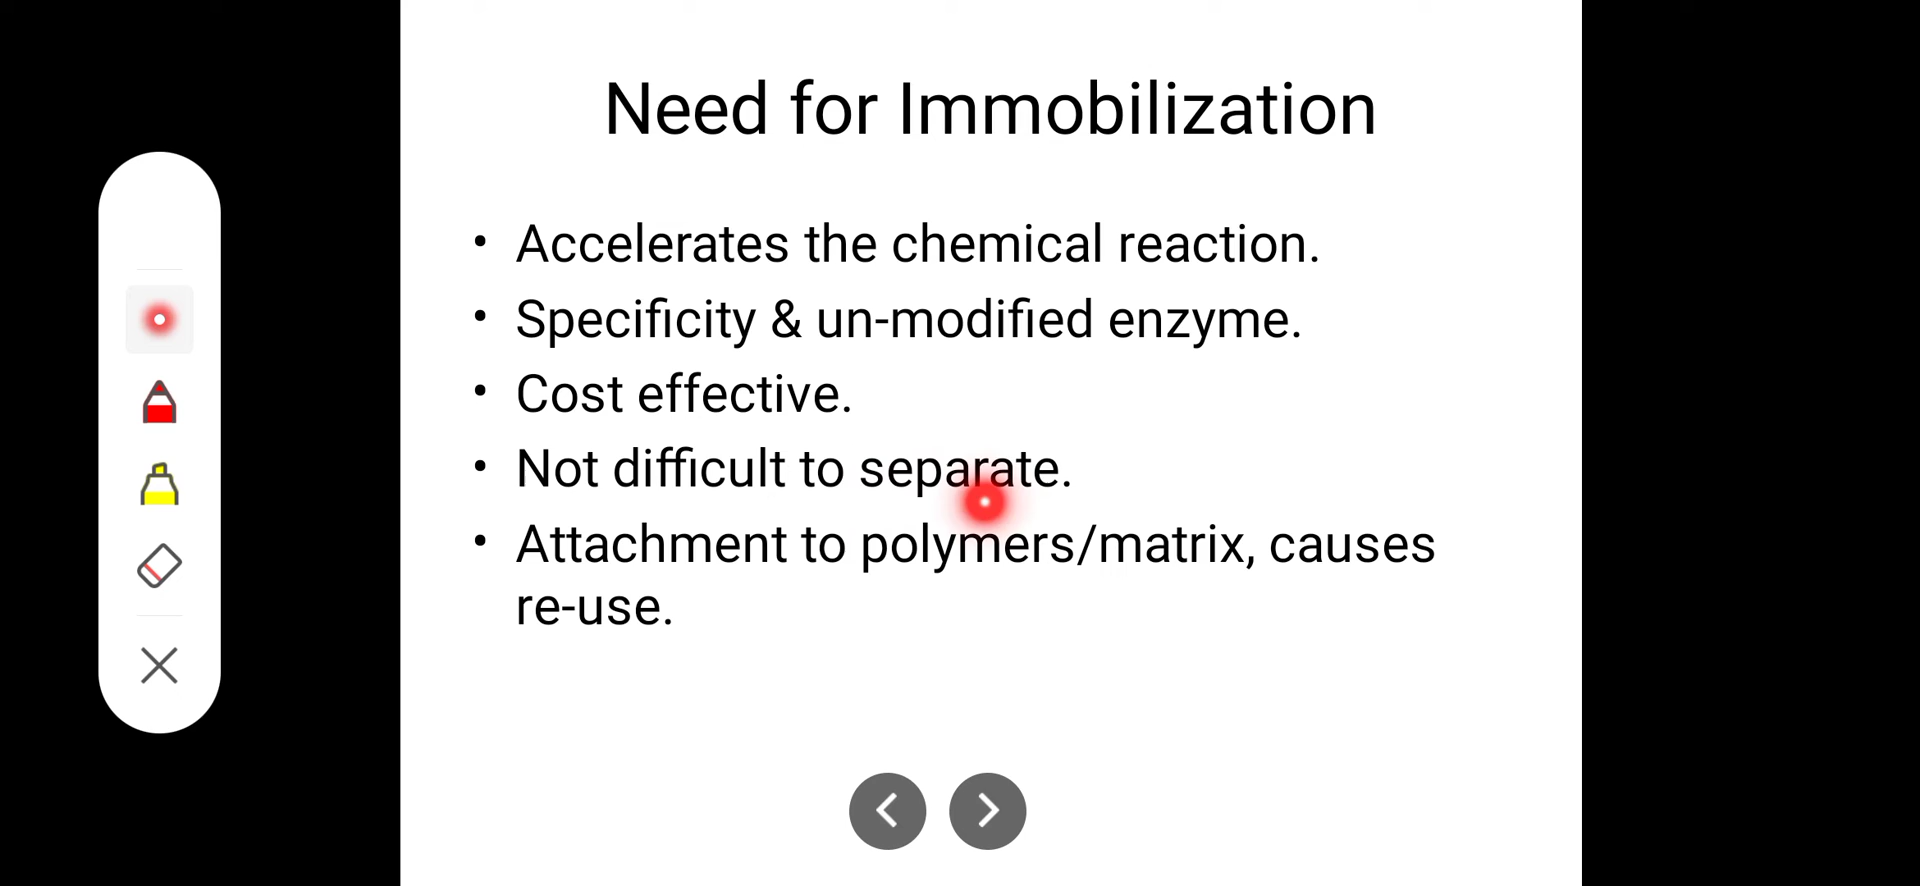 Need for Immobilization
• Accelerates the chemical reaction.
• Specificity & un-modified enzyme.
• Cost effective.
• Not difficult to separate.
• Attachment to polymers/matrix, causes
re-use.